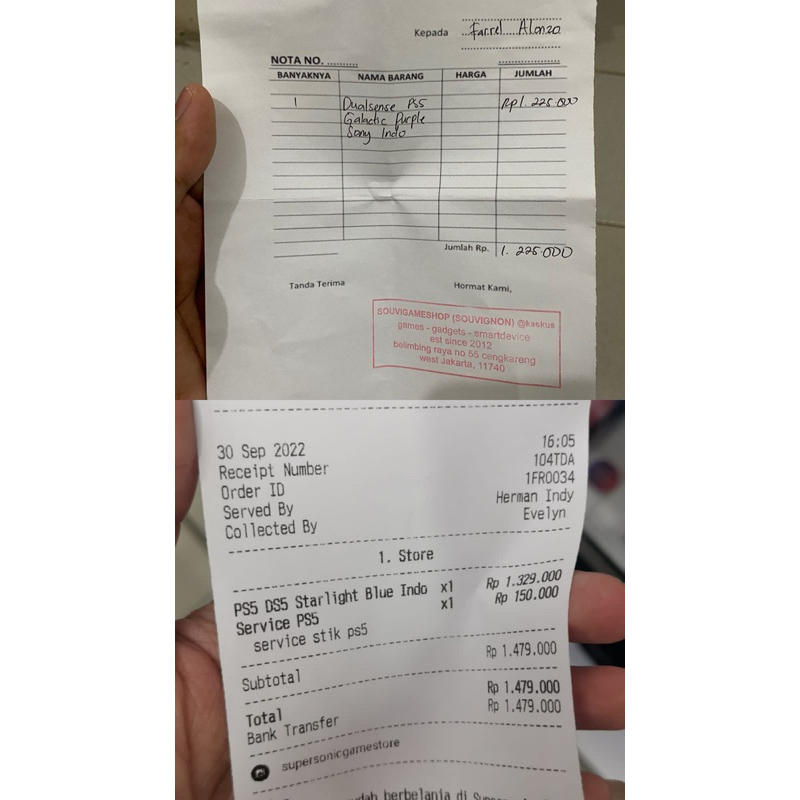 Kepada ...Farrel....Alonzo
NOTA NO. ..........
BANYAKNYA NAMA BARANG HARGA JUMLAH
1 Dualsense PS5 Rp1.225.000
Galactic Purple
Sony Indo
Jumlah Rp. 1.225.000
Tanda Terima Hormat Kami,
SOUVIGAMESHOP (SOUVIGNON) @kaskus
games - gadgets - smartdevice
est since 2012
belimbing raya no 55 cengkareng
west Jakarta, 11740
30 Sep 2022 16:05
Receipt Number 104TDA
Order ID 1FR0034
Served By Herman Indy
Collected By Evelyn
1. Store
PS5 DS5 Starlight Blue Indo x1 Rp 1.329.000
Service PS5 x1 Rp 150.000
service stik ps5
Subtotal Rp 1.479.000
Total Rp 1.479.000
Bank Transfer Rp 1.479.000
supersonicgamestore
berbelanja di